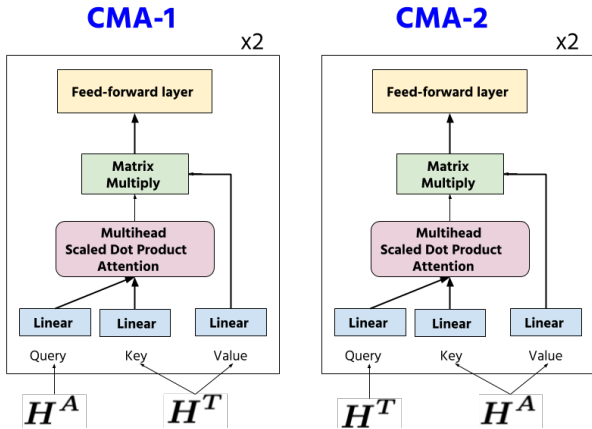 CMA-1
x2
Feed-forward layer
Matrix
Multiply
Multihead
Scaled Dot Product
Attention
Linear
Linear
Linear
Query
Key
Value
H^A
H^T
CMA-2
x2
Feed-forward layer
Matrix
Multiply
Multihead
Scaled Dot Product
Attention
Linear
Linear
Linear
Query
Key
Value
H^T
H^A